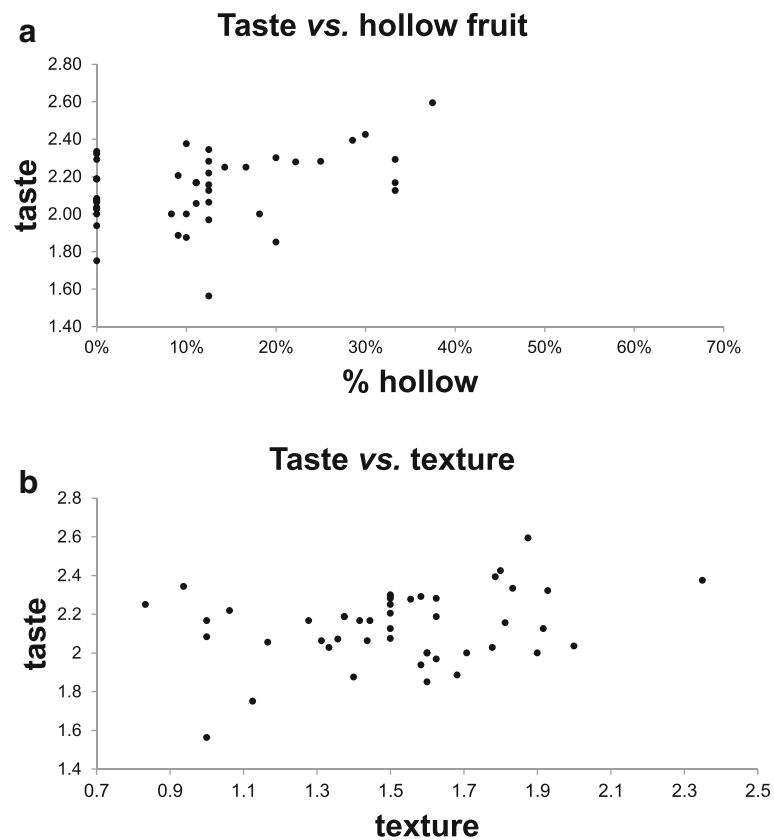 a
Taste vs. hollow fruit
2.80
2.60
2.40
2.20
2.00
1.80
1.60
1.40
taste
0% 10% 20% 30% 40% 50% 60% 70%
% hollow
b
Taste vs. texture
2.8
2.6
2.4
2.2
2
1.8
1.6
1.4
taste
0.7 0.9 1.1 1.3 1.5 1.7 1.9 2.1 2.3 2.5
texture